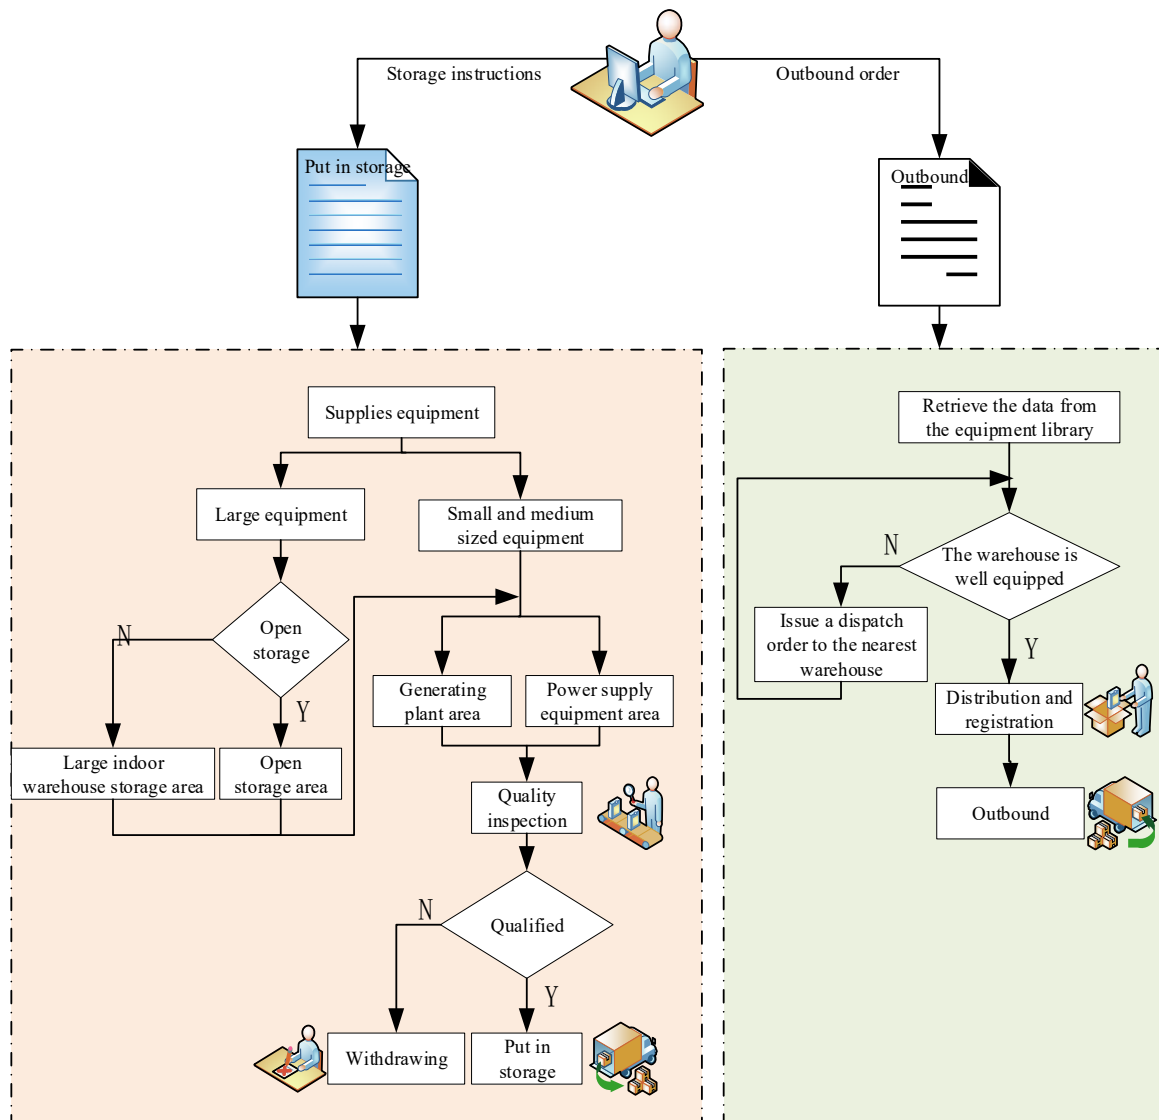 Storage instructions
Outbound order
Put in storage
Outbound
Supplies equipment
Large equipment
Small and medium
sized equipment
Open
storage
N
Y
Generating
plant area
Power supply
equipment area
Large indoor
warehouse storage area
Open
storage area
Quality
inspection
Qualified
N
Y
Withdrawing
Put in
storage
Retrieve the data from
the equipment library
The warehouse is
well equipped
N
Y
Issue a dispatch
order to the nearest
warehouse
Distribution and
registration
Outbound